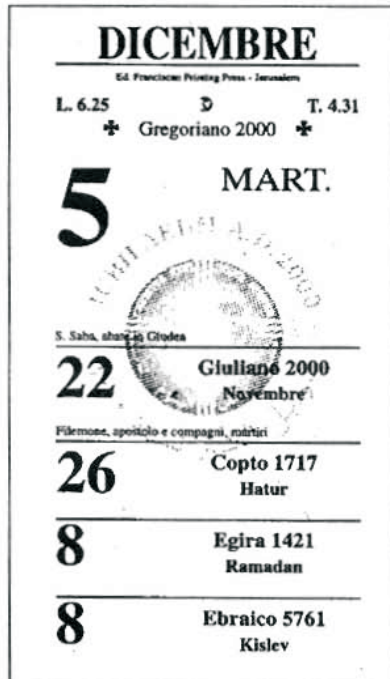 DICEMBRE
Ed. Franciscan Printing Press - Jerusalem
L. 6.25 T. 4.31
✠ Gregoriano 2000 ✠
5 MART.
IUBILAEUM A.D. 2000
S. Saba, abate in Giudea
22 Giuliano 2000
Novembre
Filemone, apostolo e compagni, martiri
26 Copto 1717
Hatur
8 Egira 1421
Ramadan
8 Ebraico 5761
Kislev